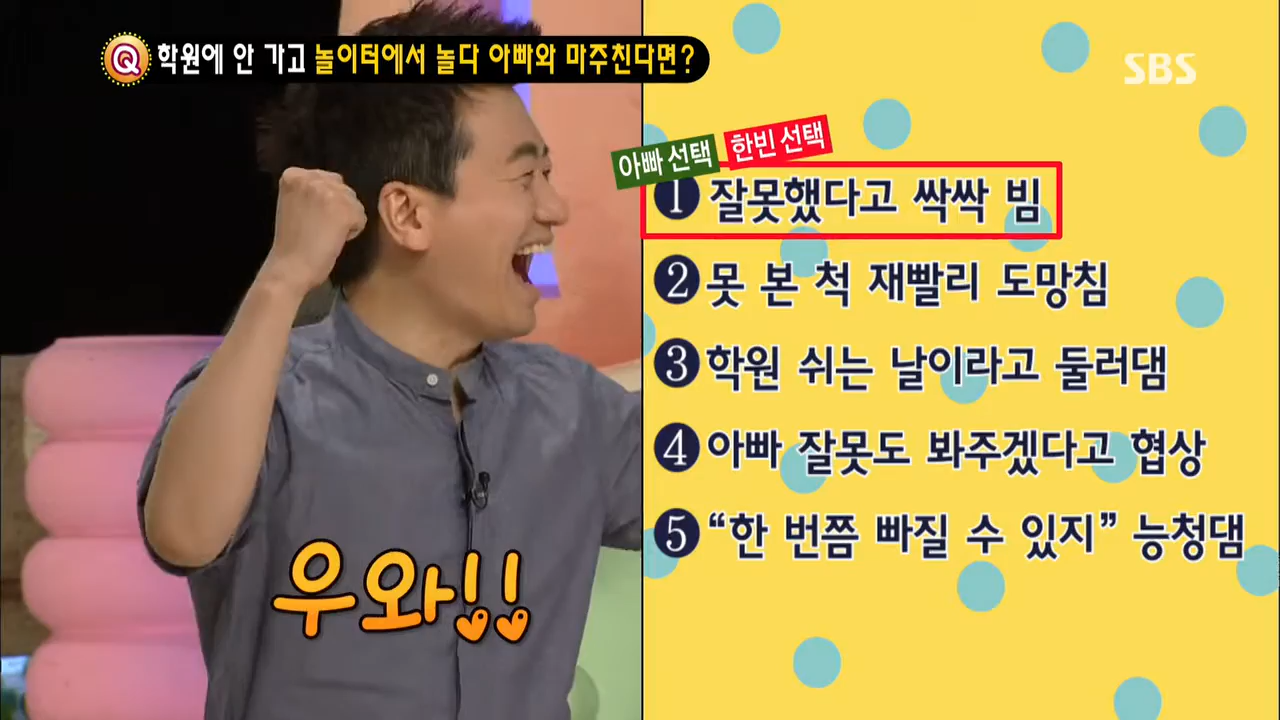 Q 학원에 안 가고 놀이터에서 놀다 아빠와 마주친다면?
SBS
아빠 선택
한빈 선택
1 잘못했다고 싹싹 빔
2 못 본 척 재빨리 도망침
3 학원 쉬는 날이라고 둘러댐
4 아빠 잘못도 봐주겠다고 협상
5 “한 번쯤 빠질 수 있지” 능청댐
우와!!